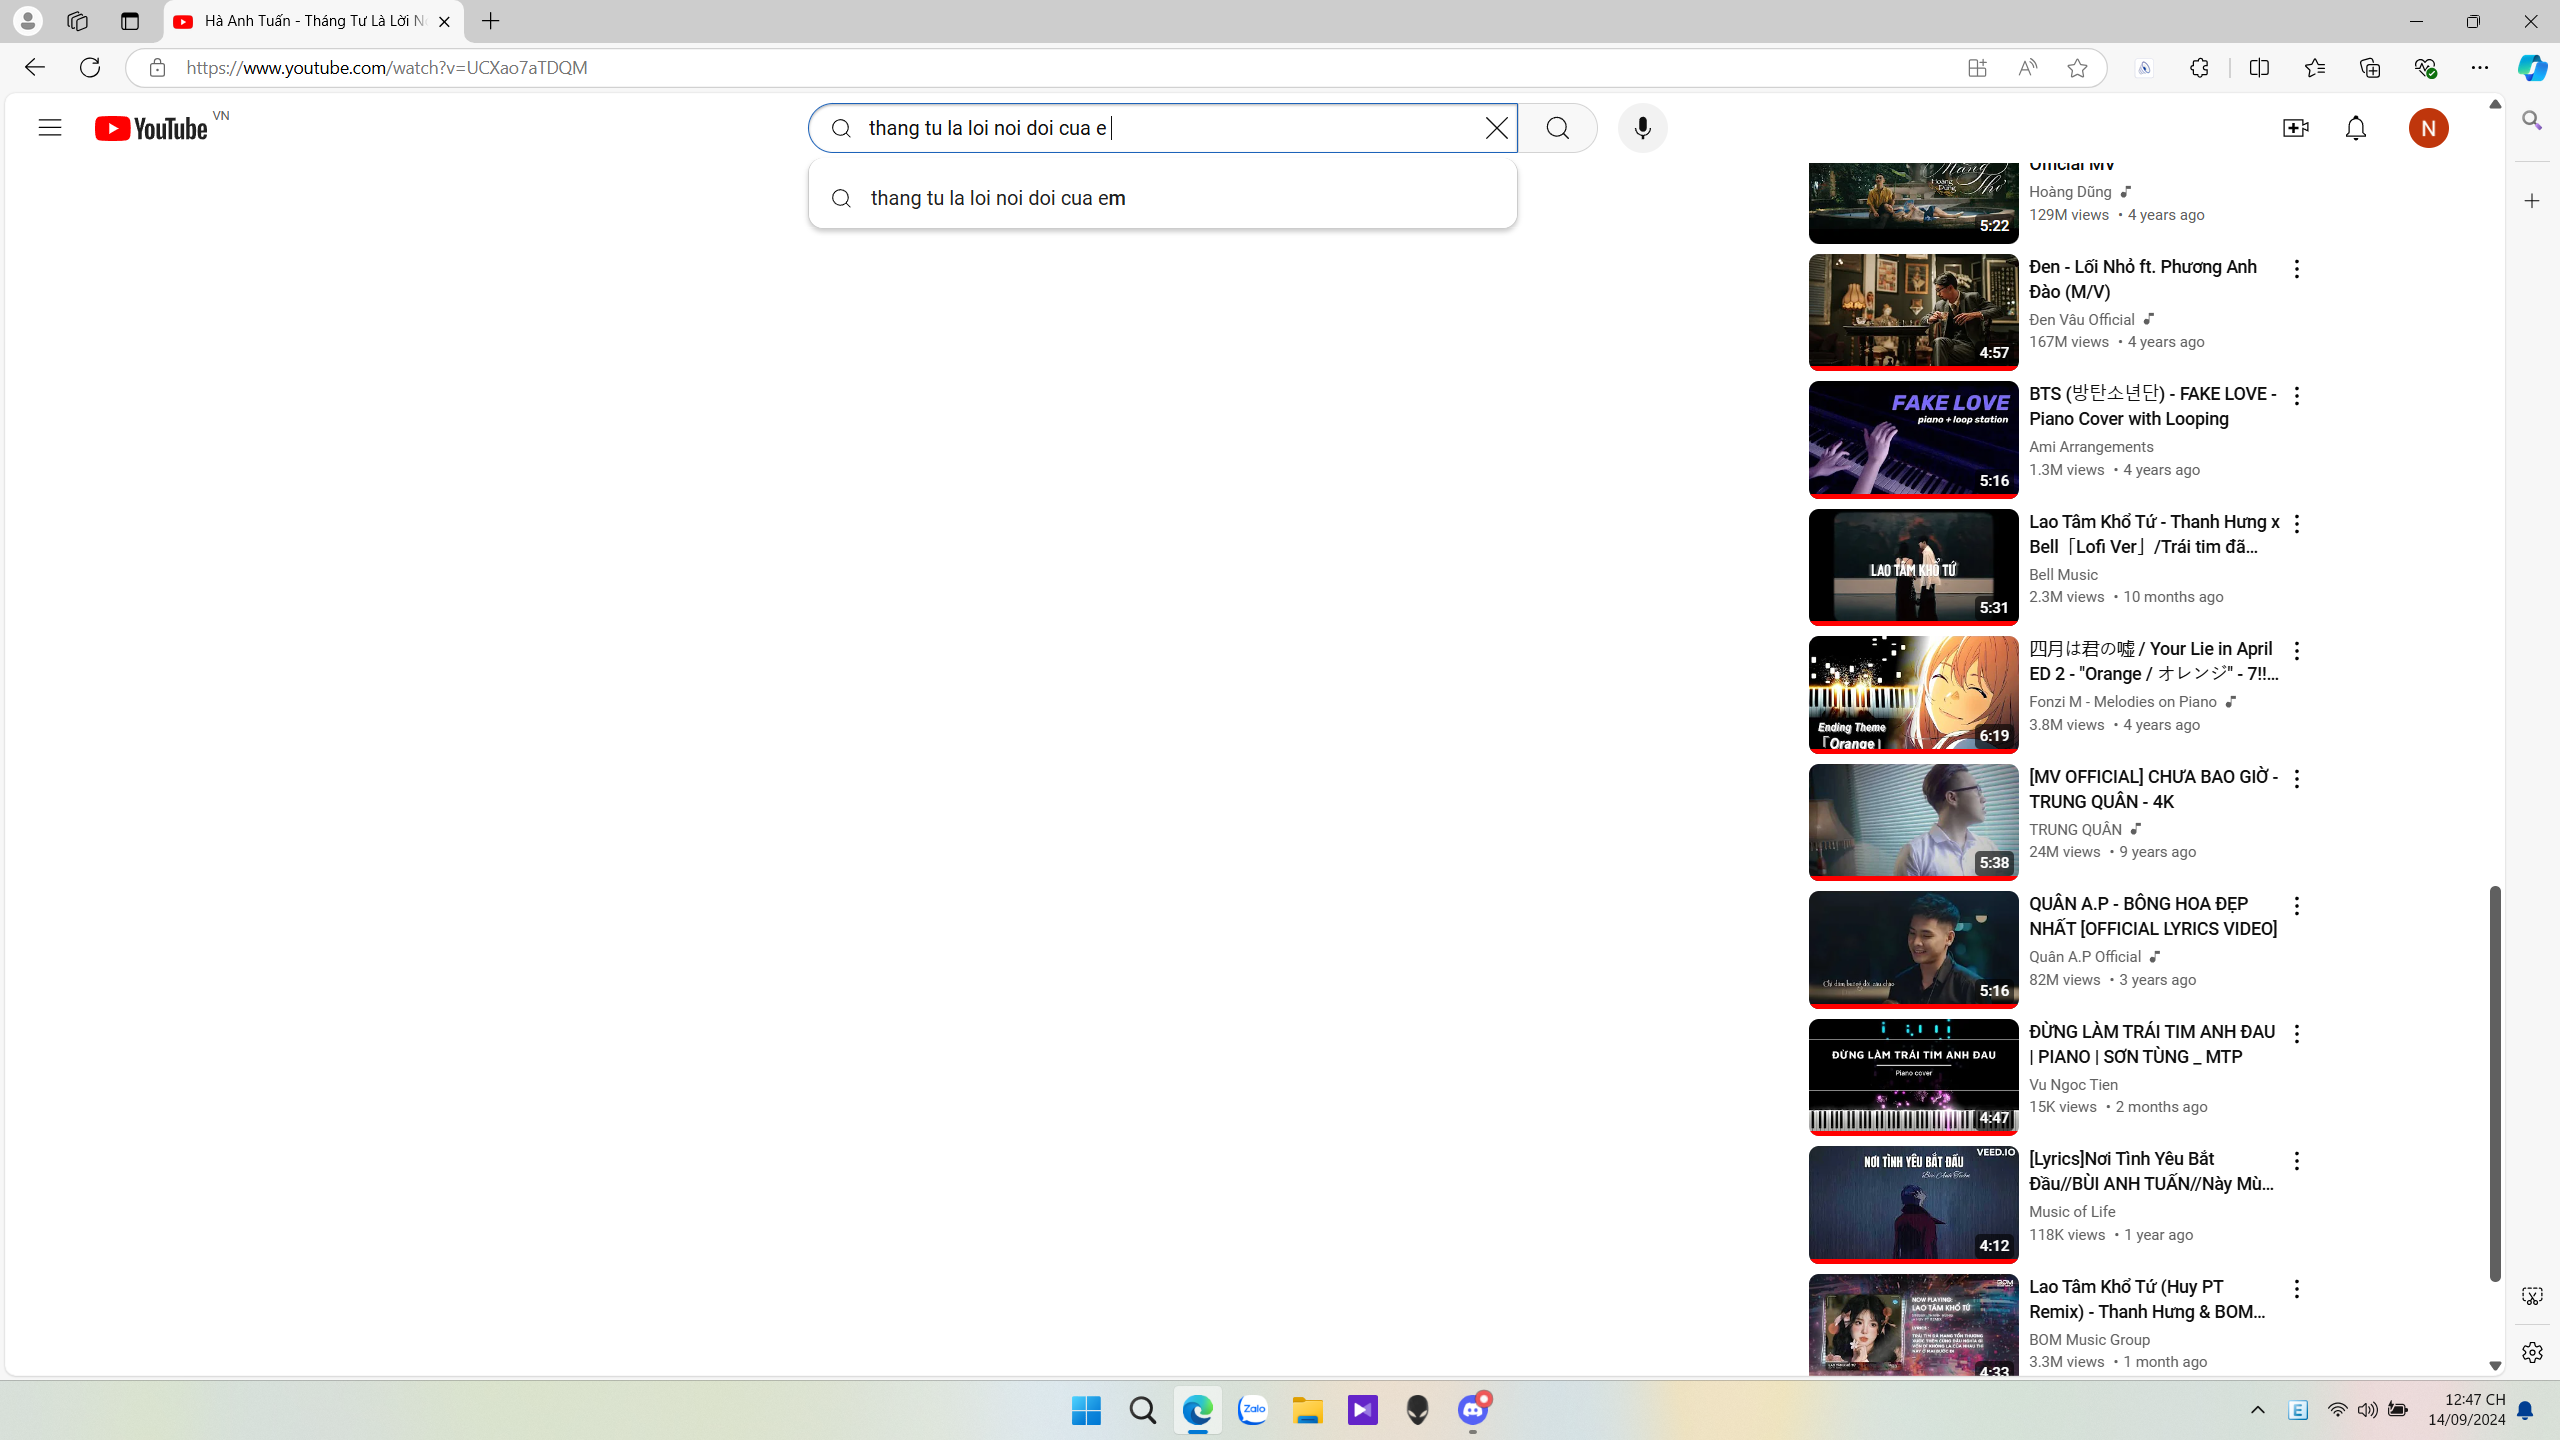 Hà Anh Tuấn - Tháng Tư Là Lời N
https://www.youtube.com/watch?v=UCXao7aTDQM
YouTube VN
thang tu la loi noi doi cua e
N
thang tu la loi noi doi cua em
Official MV
Hoàng Dũng
129M views • 4 years ago
Hoàng Dũng
5:22
Đen - Lối Nhỏ ft. Phương Anh
Đào (M/V)
Đen Vâu Official
167M views • 4 years ago
4:57
BTS (방탄소년단) - FAKE LOVE -
Piano Cover with Looping
Ami Arrangements
1.3M views • 4 years ago
FAKE LOVE
piano + loop station
5:16
Lao Tâm Khổ Tứ - Thanh Hưng x
Bell「Lofi Ver」/Trái tim đã...
Bell Music
2.3M views • 10 months ago
LAO TÂM KHỔ TỨ
5:31
四月は君の嘘 / Your Lie in April
ED 2 - "Orange / オレンジ" - 7!!...
Fonzi M - Melodies on Piano
3.8M views • 4 years ago
Ending Theme
「Orange」
6:19
[MV OFFICIAL] CHƯA BAO GIỜ -
TRUNG QUÂN - 4K
TRUNG QUÂN
24M views • 9 years ago
5:38
QUÂN A.P - BÔNG HOA ĐẸP
NHẤT [OFFICIAL LYRICS VIDEO]
Quân A.P Official
82M views • 3 years ago
5:16
ĐỪNG LÀM TRÁI TIM ANH ĐAU
| PIANO | SƠN TÙNG _ MTP
Vu Ngoc Tien
15K views • 2 months ago
ĐỪNG LÀM TRÁI TIM ANH ĐAU
Piano cover
4:47
[Lyrics]Nơi Tình Yêu Bắt
Đầu//BÙI ANH TUẤN//Này Mù...
Music of Life
118K views • 1 year ago
VEED.IO
NƠI TÌNH YÊU BẮT ĐẦU
Bùi Anh Tuấn
4:12
Lao Tâm Khổ Tứ (Huy PT
Remix) - Thanh Hưng & BOM...
BOM Music Group
3.3M views • 1 month ago
NOW PLAYING:
LAO TÂM KHỔ TỨ
LYRICS:
4:33
Zalo
E
12:47 CH
14/09/2024